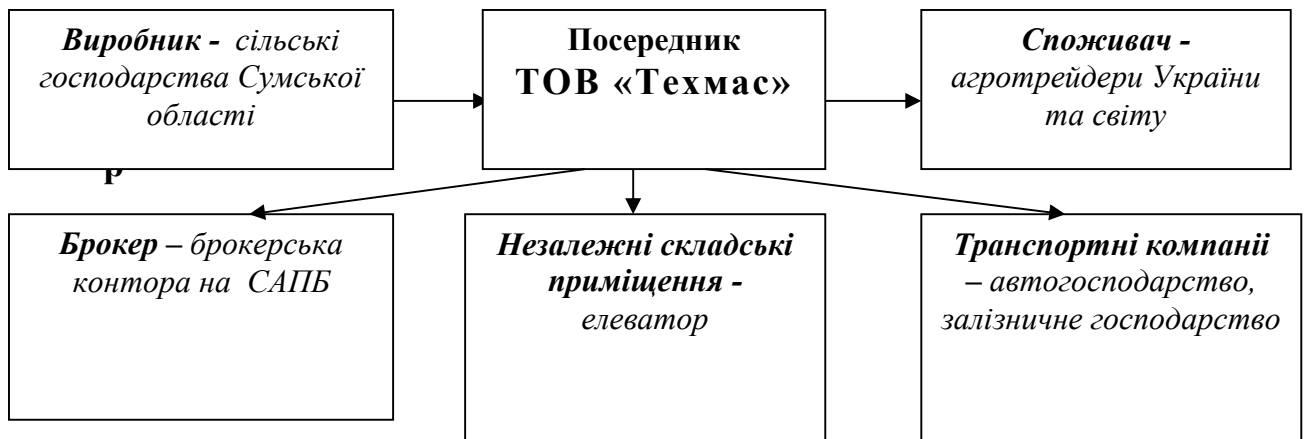 Виробник - сільські
господарства Сумської
області
Посередник
ТОВ «Техмас»
Споживач -
агротрейдери України
та світу
р
Брокер – брокерська
контора на САПБ
Незалежні складські
приміщення -
елеватор
Транспортні компанії
– автогосподарство,
залізничне господарство